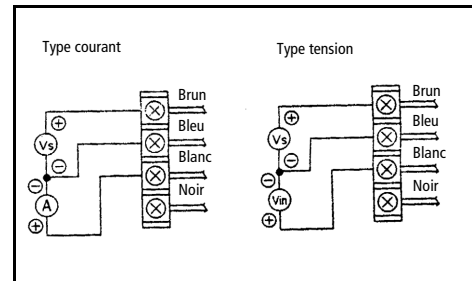 Type courant
Brun
Bleu
Blanc
Noir
Vs
A
Type tension
Brun
Bleu
Blanc
Noir
Vs
Vin